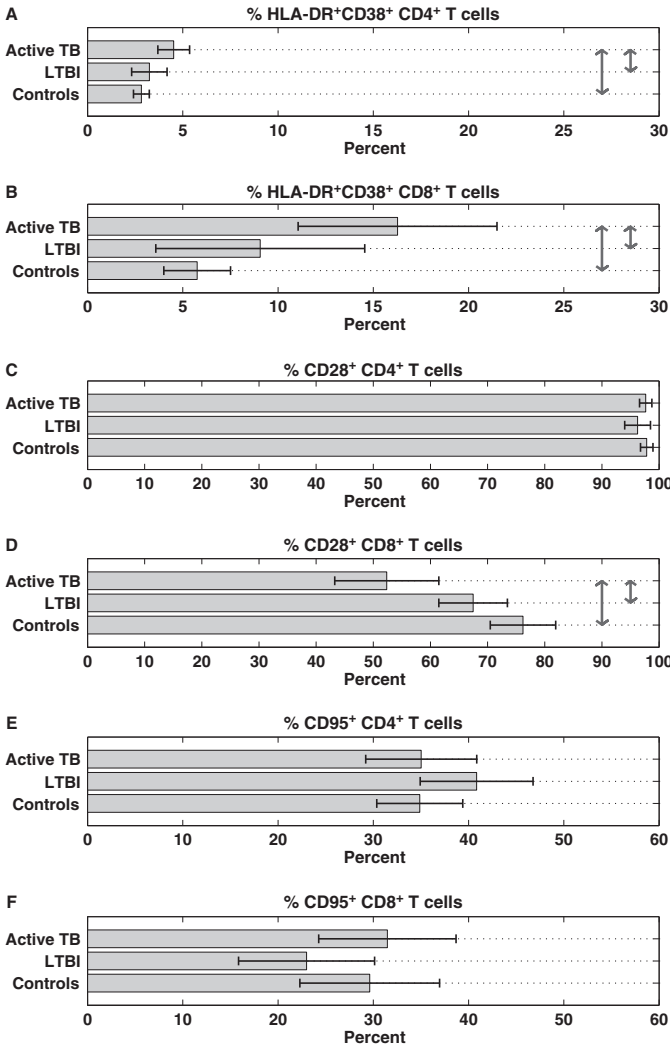 A % HLA-DR⁺CD38⁺ CD4⁺ T cells
Active TB
LTBI
Controls
0 5 10 15 20 25 30
Percent
B % HLA-DR⁺CD38⁺ CD8⁺ T cells
Active TB
LTBI
Controls
0 5 10 15 20 25 30
Percent
C % CD28⁺ CD4⁺ T cells
Active TB
LTBI
Controls
0 10 20 30 40 50 60 70 80 90 100
Percent
D % CD28⁺ CD8⁺ T cells
Active TB
LTBI
Controls
0 10 20 30 40 50 60 70 80 90 100
Percent
E % CD95⁺ CD4⁺ T cells
Active TB
LTBI
Controls
0 10 20 30 40 50 60
Percent
F % CD95⁺ CD8⁺ T cells
Active TB
LTBI
Controls
0 10 20 30 40 50 60
Percent